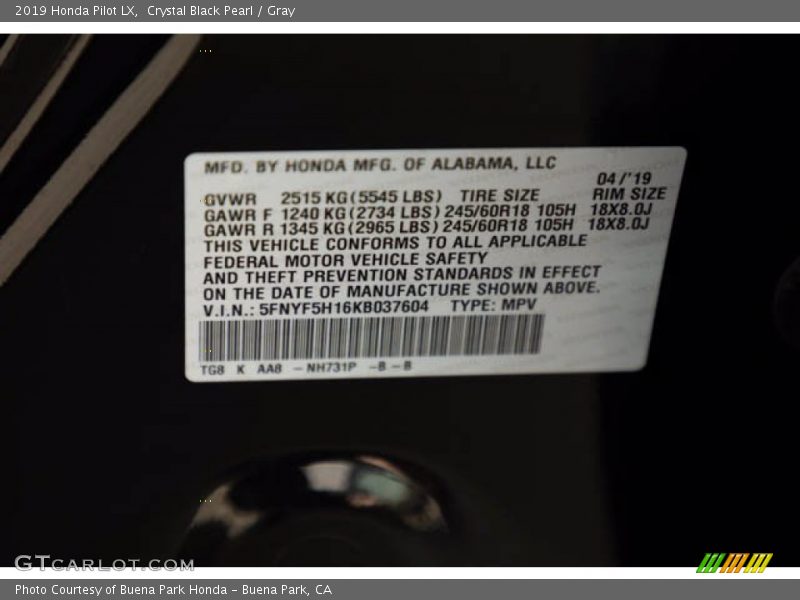 2019 Honda Pilot LX,  Crystal Black Pearl / Gray
MFD. BY HONDA MFG. OF ALABAMA, LLC
04/'19
GVWR 2515 KG (5545 LBS) TIRE SIZE RIM SIZE
GAWR F 1240 KG (2734 LBS) 245/60R18 105H 18X8.0J
GAWR R 1345 KG (2965 LBS) 245/60R18 105H 18X8.0J
THIS VEHICLE CONFORMS TO ALL APPLICABLE
FEDERAL MOTOR VEHICLE SAFETY
AND THEFT PREVENTION STANDARDS IN EFFECT
ON THE DATE OF MANUFACTURE SHOWN ABOVE.
V.I.N.: 5FNYF5H16KB037604 TYPE: MPV
TG8 K AA8 -NH731P -B-B
GTCARLOT.COM
Photo Courtesy of Buena Park Honda - Buena Park, CA